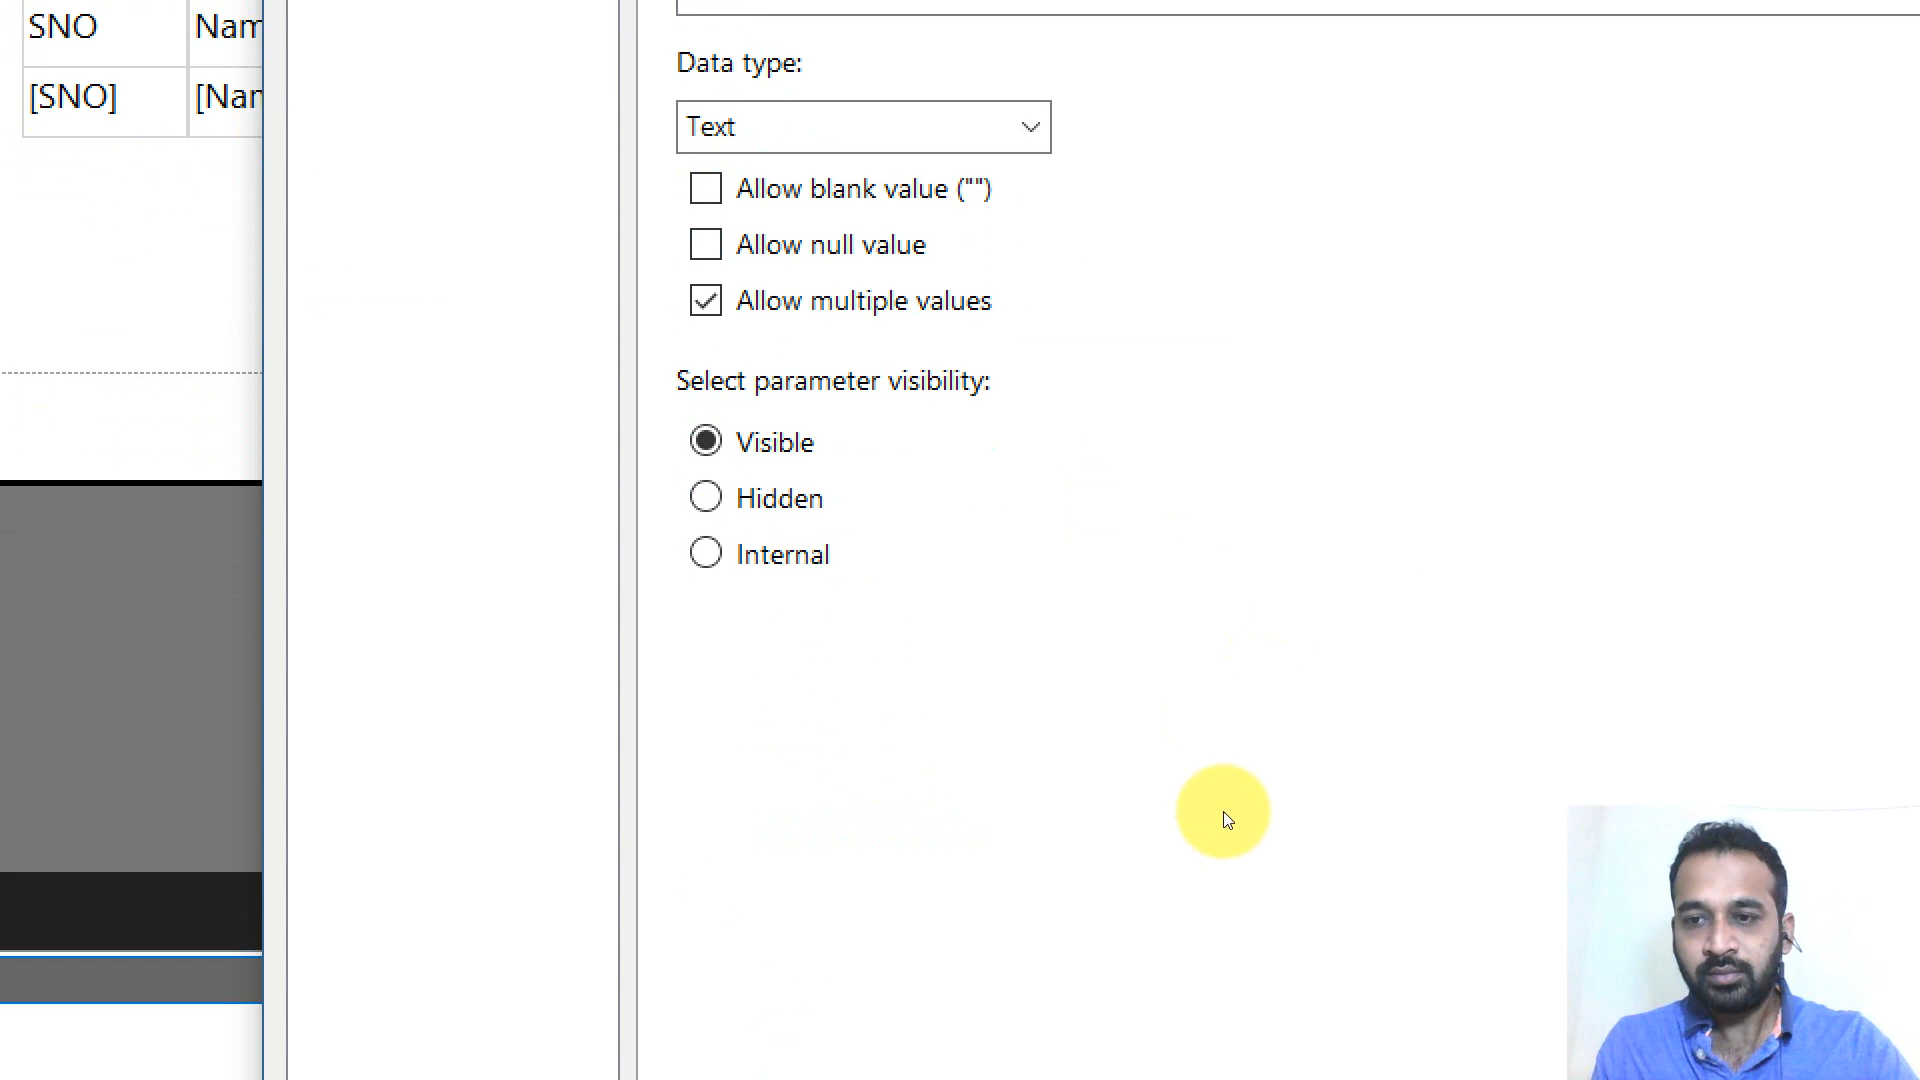 SNO
[SNO]
Data type:
Text
Allow blank value ("")
Allow null value
Allow multiple values
Select parameter visibility:
Visible
Hidden
Internal